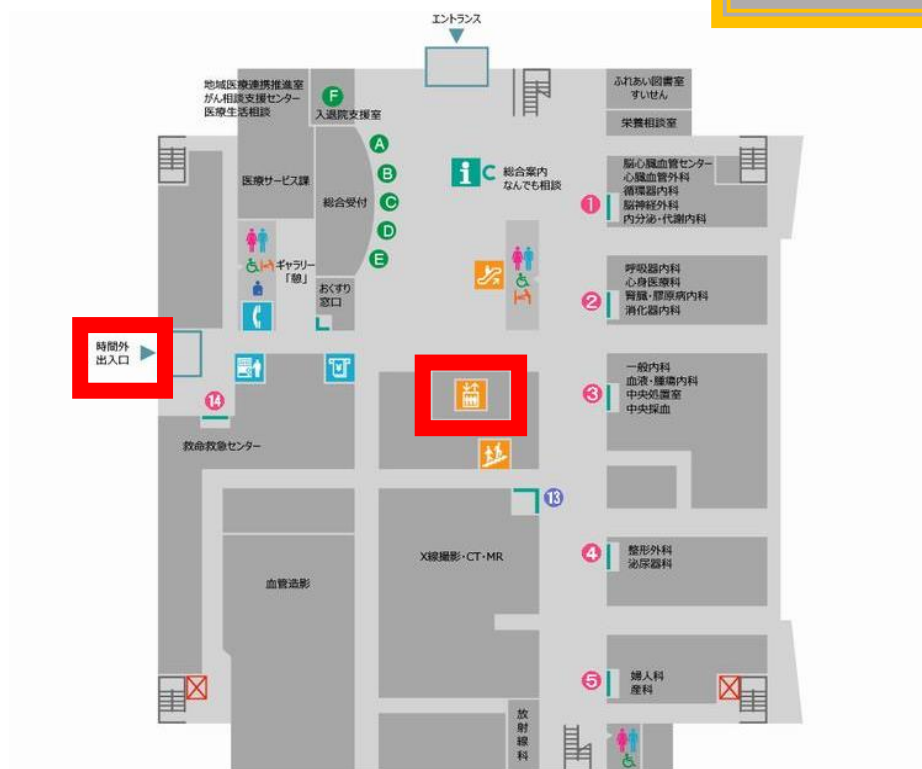 エントランス
地域医療連携推進室
がん相談支援センター
医療生活相談
F
入退院支援室
ふれあい図書室
すいせん
栄養相談室
A
B
C
D
E
医療サービス課
総合受付
i C
総合案内
なんでも相談
脳心臓血管センター
心臓血管外科
循環器内科
脳神経外科
内分泌・代謝内科
1
ギャラリー
「憩」
おくすり
窓口
呼吸器内科
心身医療科
腎臓・膠原病内科
消化器内科
2
時間外
出入口
一般内科
血液・腫瘍内科
中央処置室
中央採血
3
14
救命救急センター
13
X線撮影・CT・MR
整形外科
泌尿器科
4
血管造影
婦人科
産科
5
放射線科